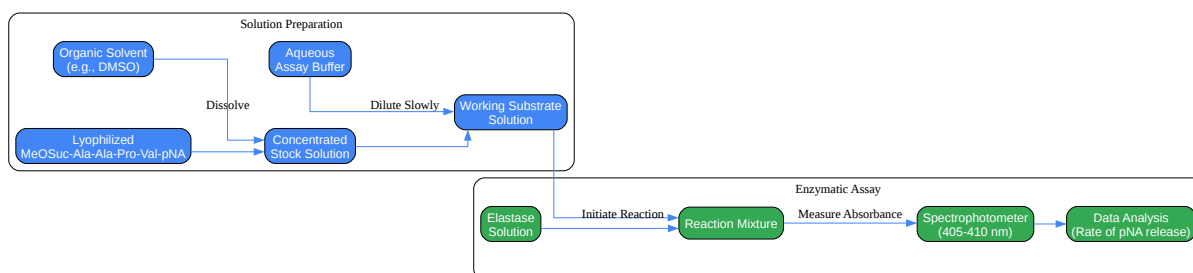 Solution Preparation
Organic Solvent
(e.g., DMSO)
Aqueous
Assay Buffer
Dissolve
Dilute Slowly
Working Substrate
Solution
Lyophilized
MeOSuc-Ala-Ala-Pro-Val-pNA
Concentrated
Stock Solution
Enzymatic Assay
Elastase
Solution
Initiate Reaction
Reaction Mixture
Measure Absorbance
Spectrophotometer
(405-410 nm)
Data Analysis
(Rate of pNA release)